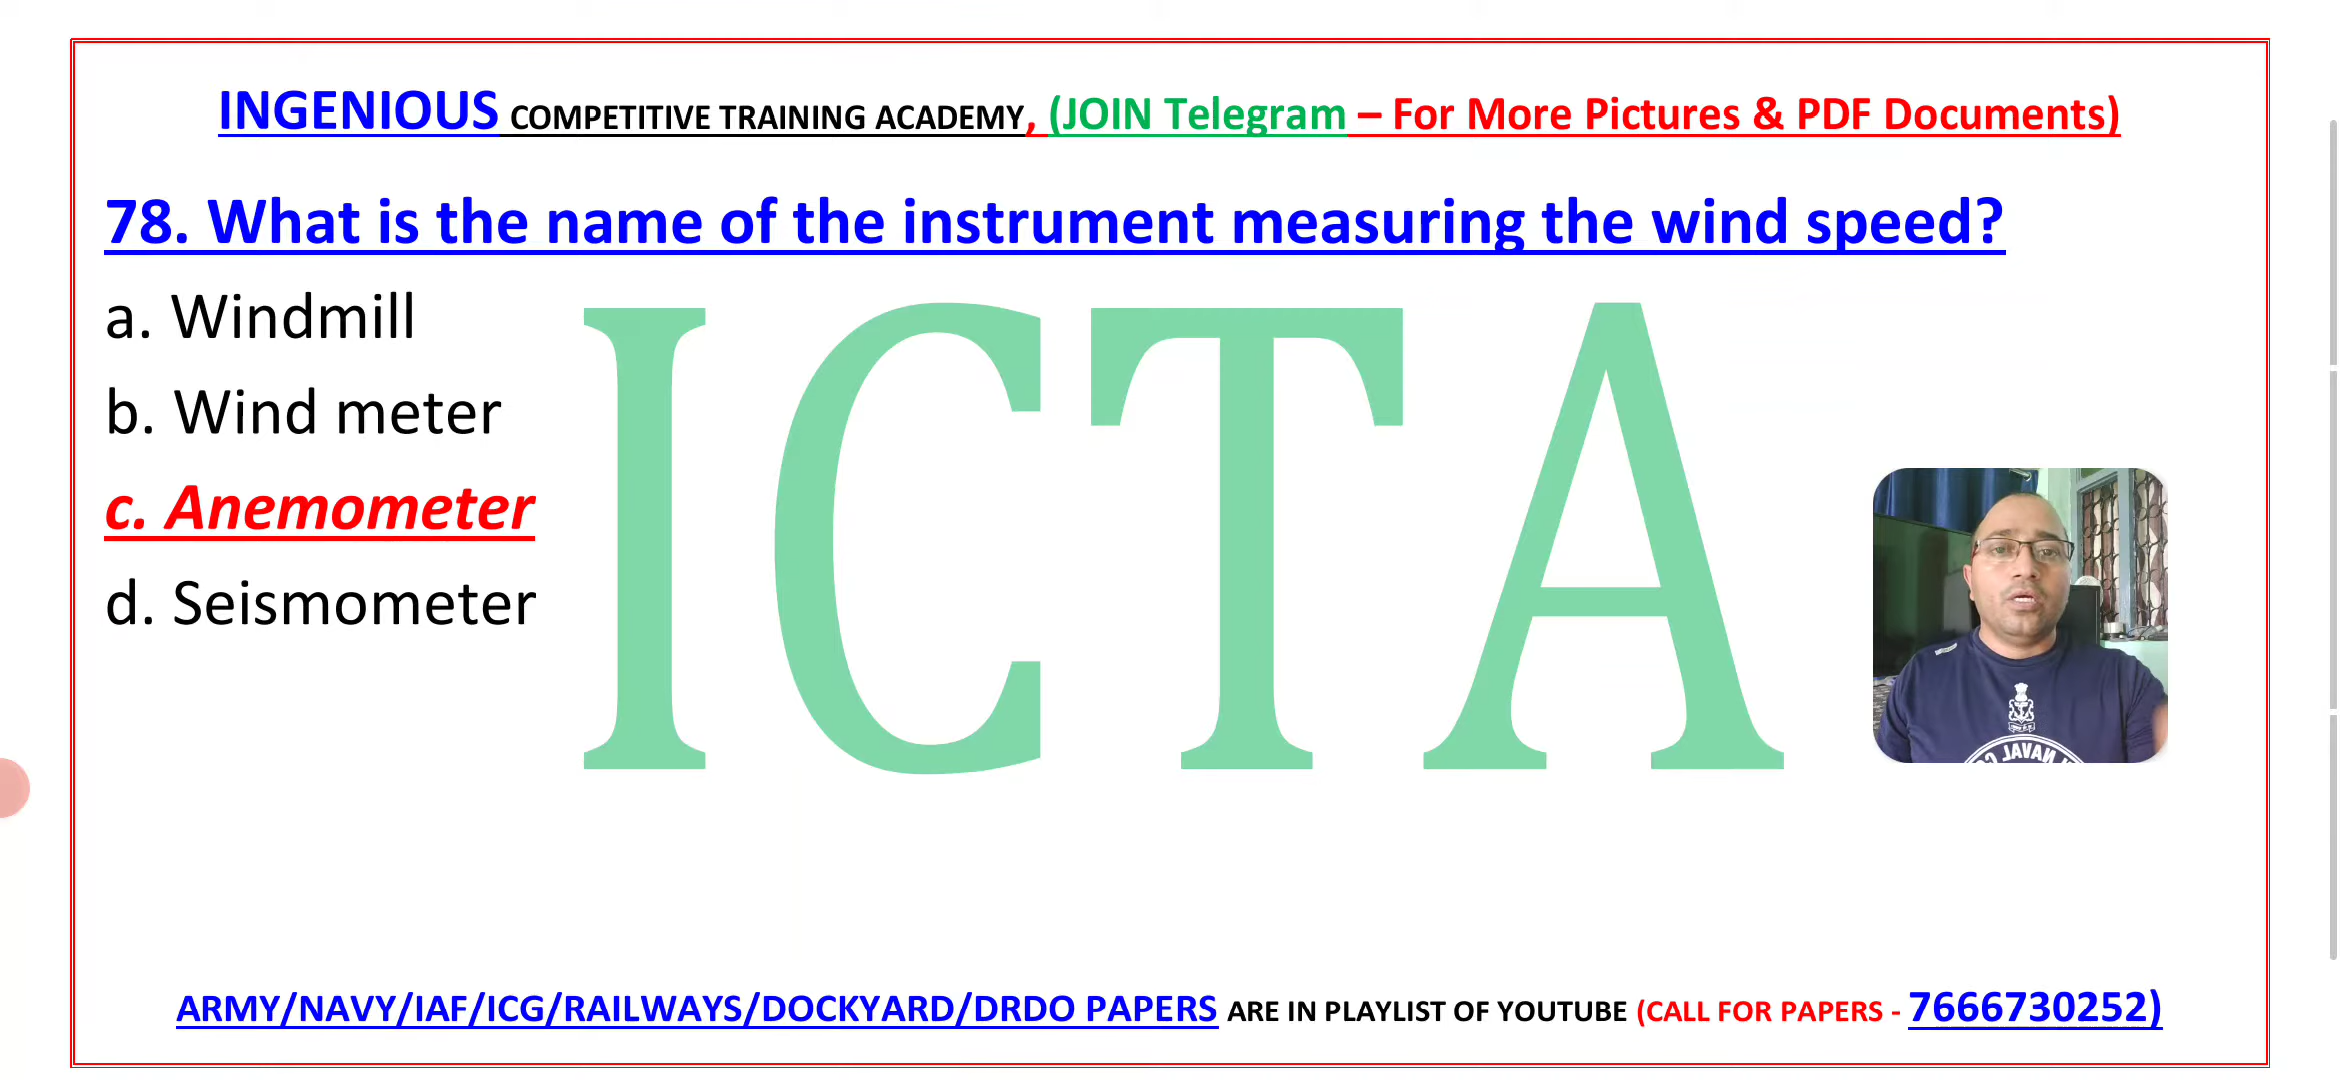 INGENIOUS COMPETITIVE TRAINING ACADEMY, (JOIN Telegram – For More Pictures & PDF Documents)
78. What is the name of the instrument measuring the wind speed?
a. Windmill
b. Wind meter
c. Anemometer
d. Seismometer
ICTA
NAVAL
ARMY/NAVY/IAF/ICG/RAILWAYS/DOCKYARD/DRDO PAPERS ARE IN PLAYLIST OF YOUTUBE (CALL FOR PAPERS - 7666730252)